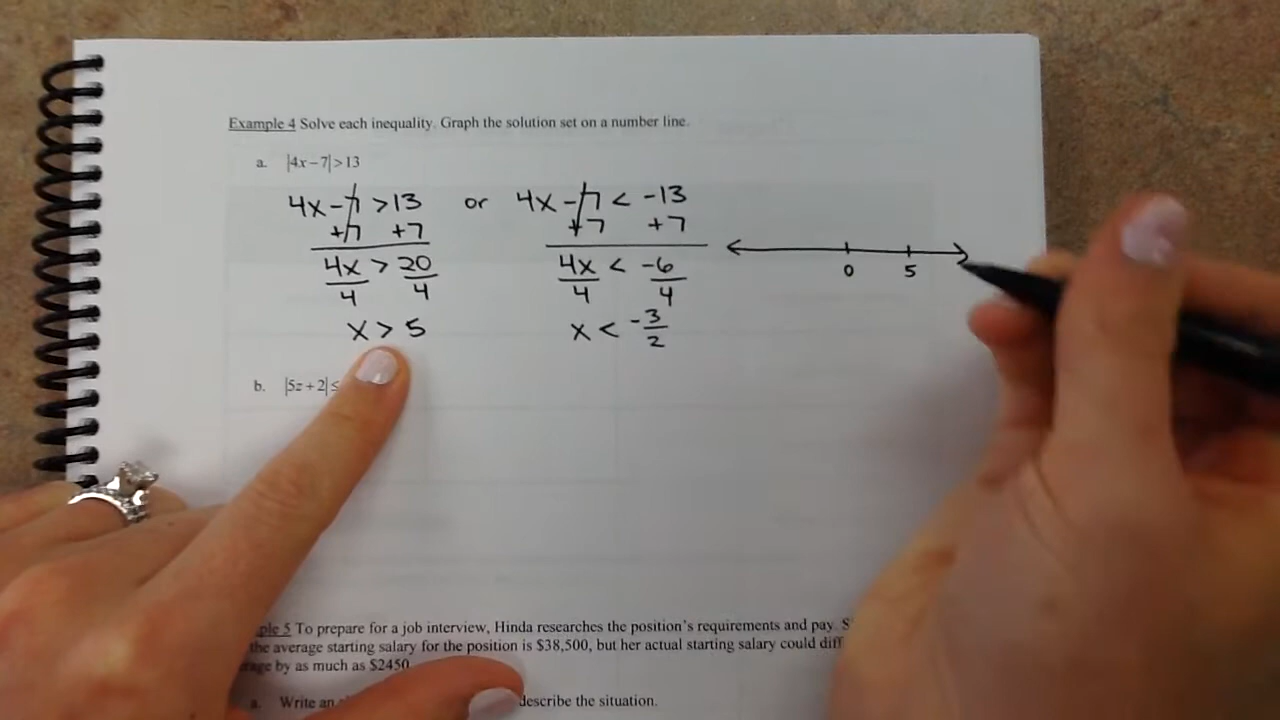 Example 4 Solve each inequality. Graph the solution set on a number line.
a. |4x – 7| > 13
4x - 7 > 13 or 4x - 7 < -13
+7 +7 +7 +7
4x > 20 4x < -6
4 4 4 4
x > 5 x < -3/2
0 5
b. |5z + 2| ≤
5 To prepare for a job interview, Hinda researches the position's requirements and pay.
the average starting salary for the position is $38,500, but her actual starting salary could
by as much as $2450
a. Write an describe the situation.